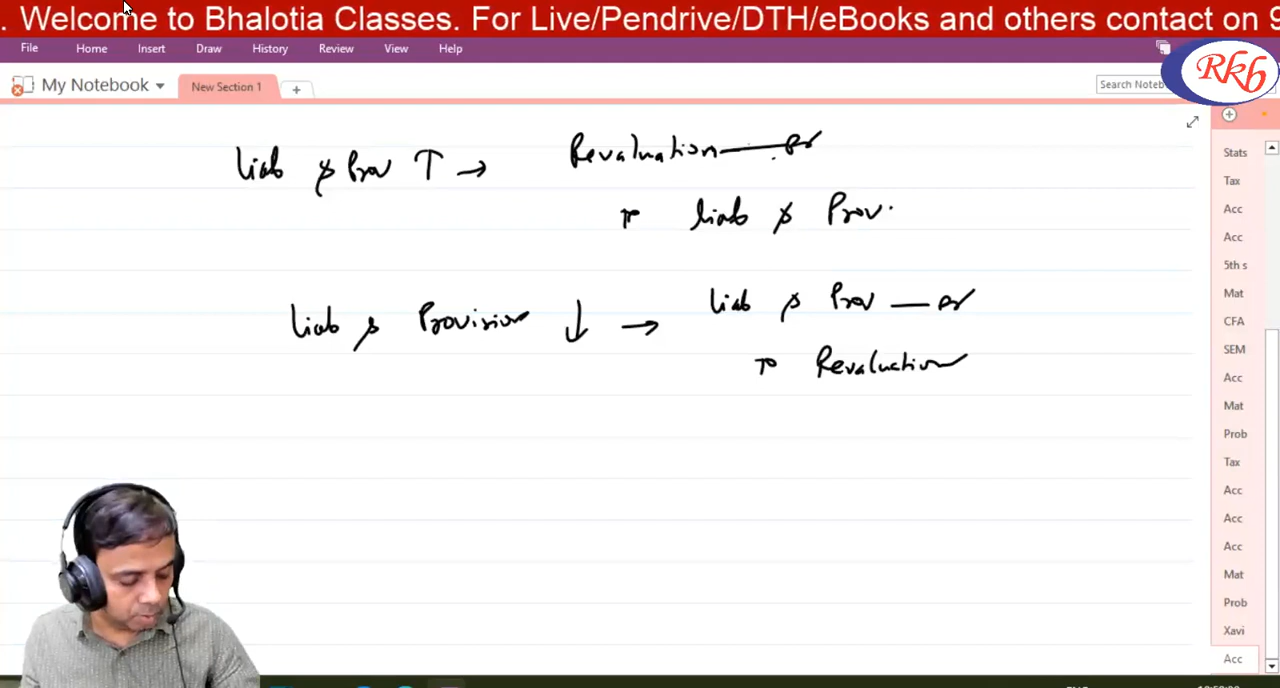 . Welcome to Bhalotia Classes. For Live/Pendrive/DTH/eBooks and others contact on 9
File Home Insert Draw History Review View Help
Rkb
My Notebook New Section 1 + Search Noteb
Liab & Prov ↑ → Revaluation — Dr
To Liab & Prov.
Liab & Provision ↓ → Liab & Prov — Dr
To Revaluation
Stats
Tax
Acc
Acc
5th s
Mat
CFA
SEM
Acc
Mat
Prob
Tax
Acc
Acc
Acc
Mat
Prob
Xavi
Acc